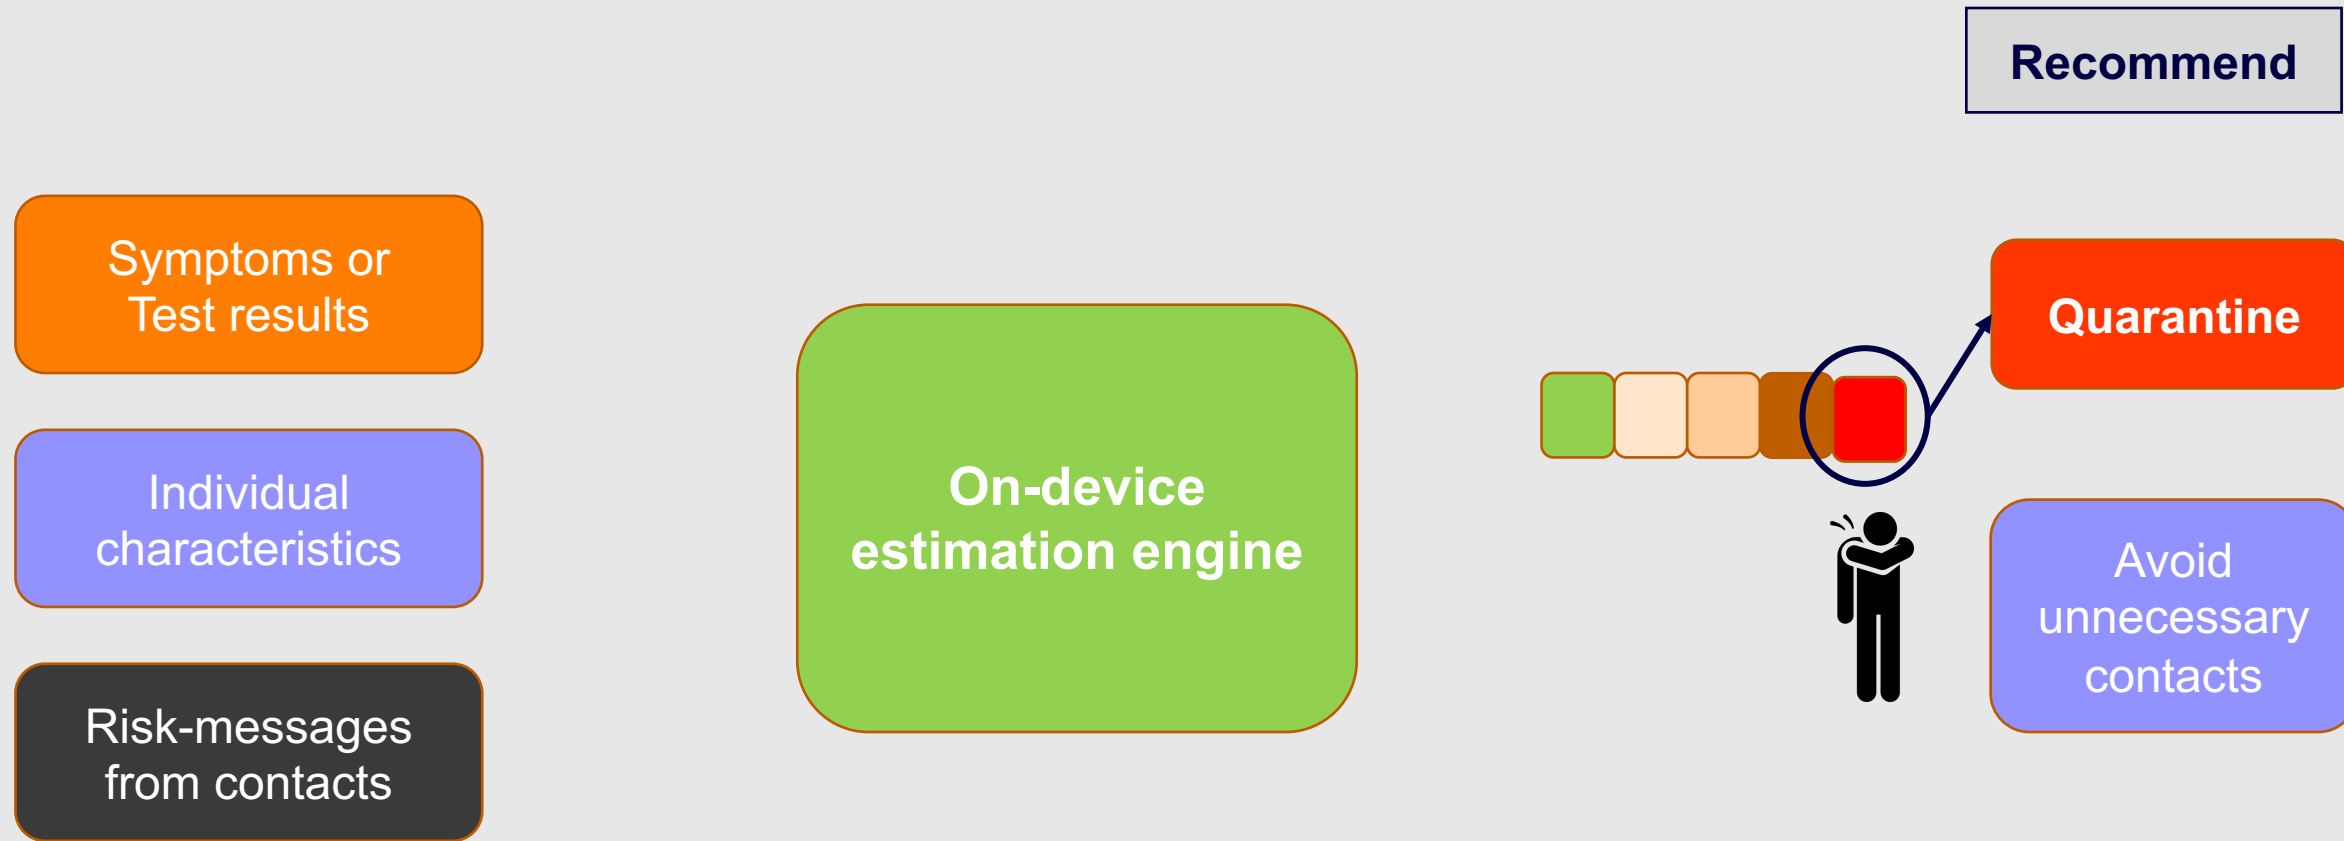 Recommend
Symptoms or
Test results
Individual
characteristics
Risk-messages
from contacts
On-device
estimation engine
Quarantine
Avoid
unnecessary
contacts